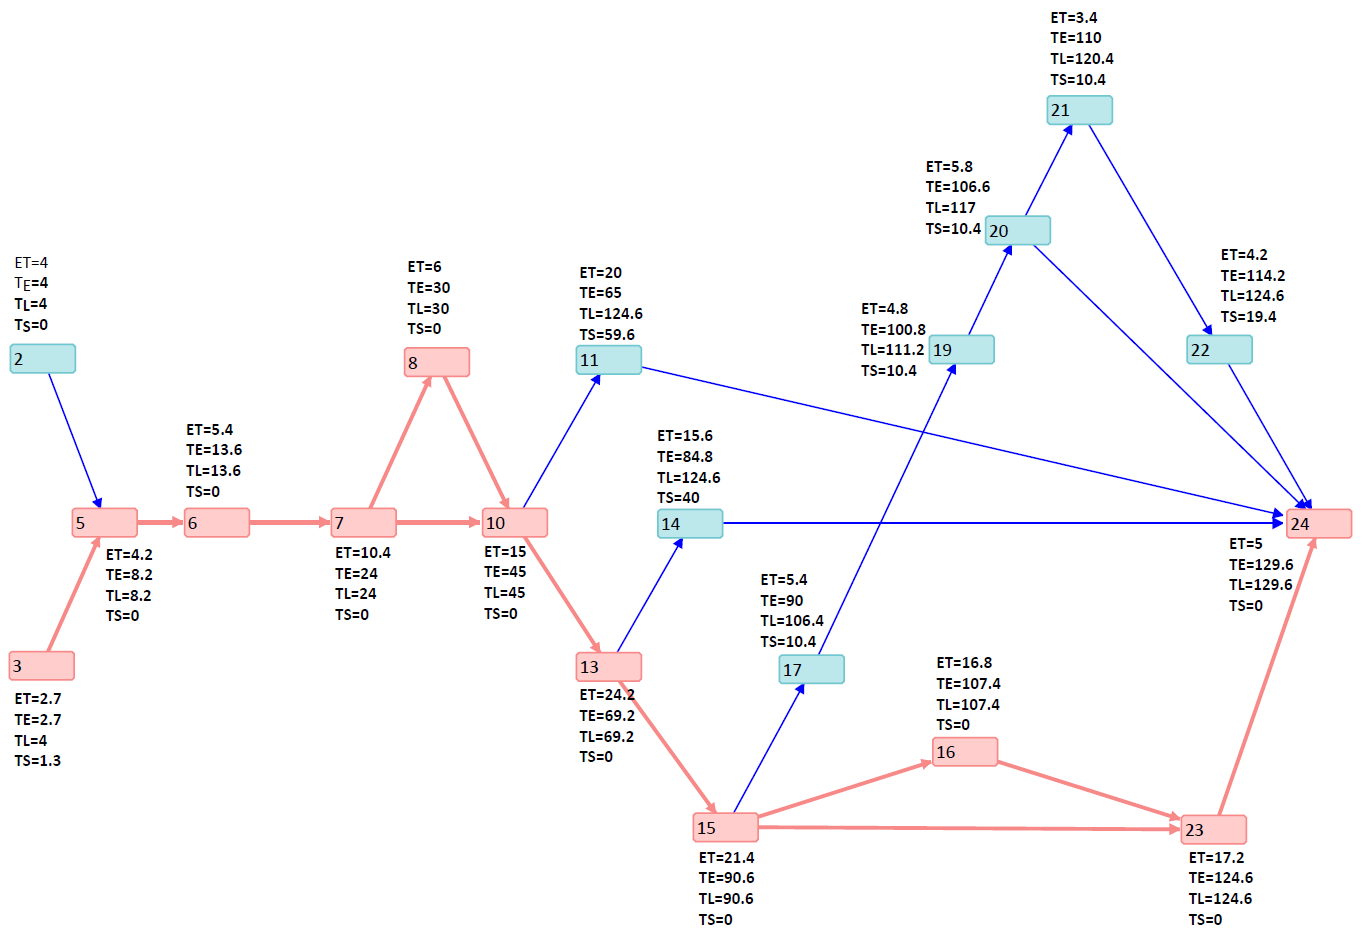 ET=3.4
TE=110
TL=120.4
TS=10.4
21
ET=5.8
TE=106.6
TL=117
TS=10.4
20
ET=4
TE=4
TL=4
TS=0
2
ET=6
TE=30
TL=30
TS=0
8
ET=20
TE=65
TL=124.6
TS=59.6
11
ET=4.8
TE=100.8
TL=111.2
TS=10.4
19
ET=4.2
TE=114.2
TL=124.6
TS=19.4
22
ET=5.4
TE=13.6
TL=13.6
TS=0
6
ET=15.6
TE=84.8
TL=124.6
TS=40
14
5
ET=4.2
TE=8.2
TL=8.2
TS=0
7
ET=10.4
TE=24
TL=24
TS=0
10
ET=15
TE=45
TL=45
TS=0
24
ET=5
TE=129.6
TL=129.6
TS=0
3
ET=2.7
TE=2.7
TL=4
TS=1.3
13
ET=24.2
TE=69.2
TL=69.2
TS=0
ET=5.4
TE=90
TL=106.4
TS=10.4
17
ET=16.8
TE=107.4
TL=107.4
TS=0
16
15
ET=21.4
TE=90.6
TL=90.6
TS=0
23
ET=17.2
TE=124.6
TL=124.6
TS=0